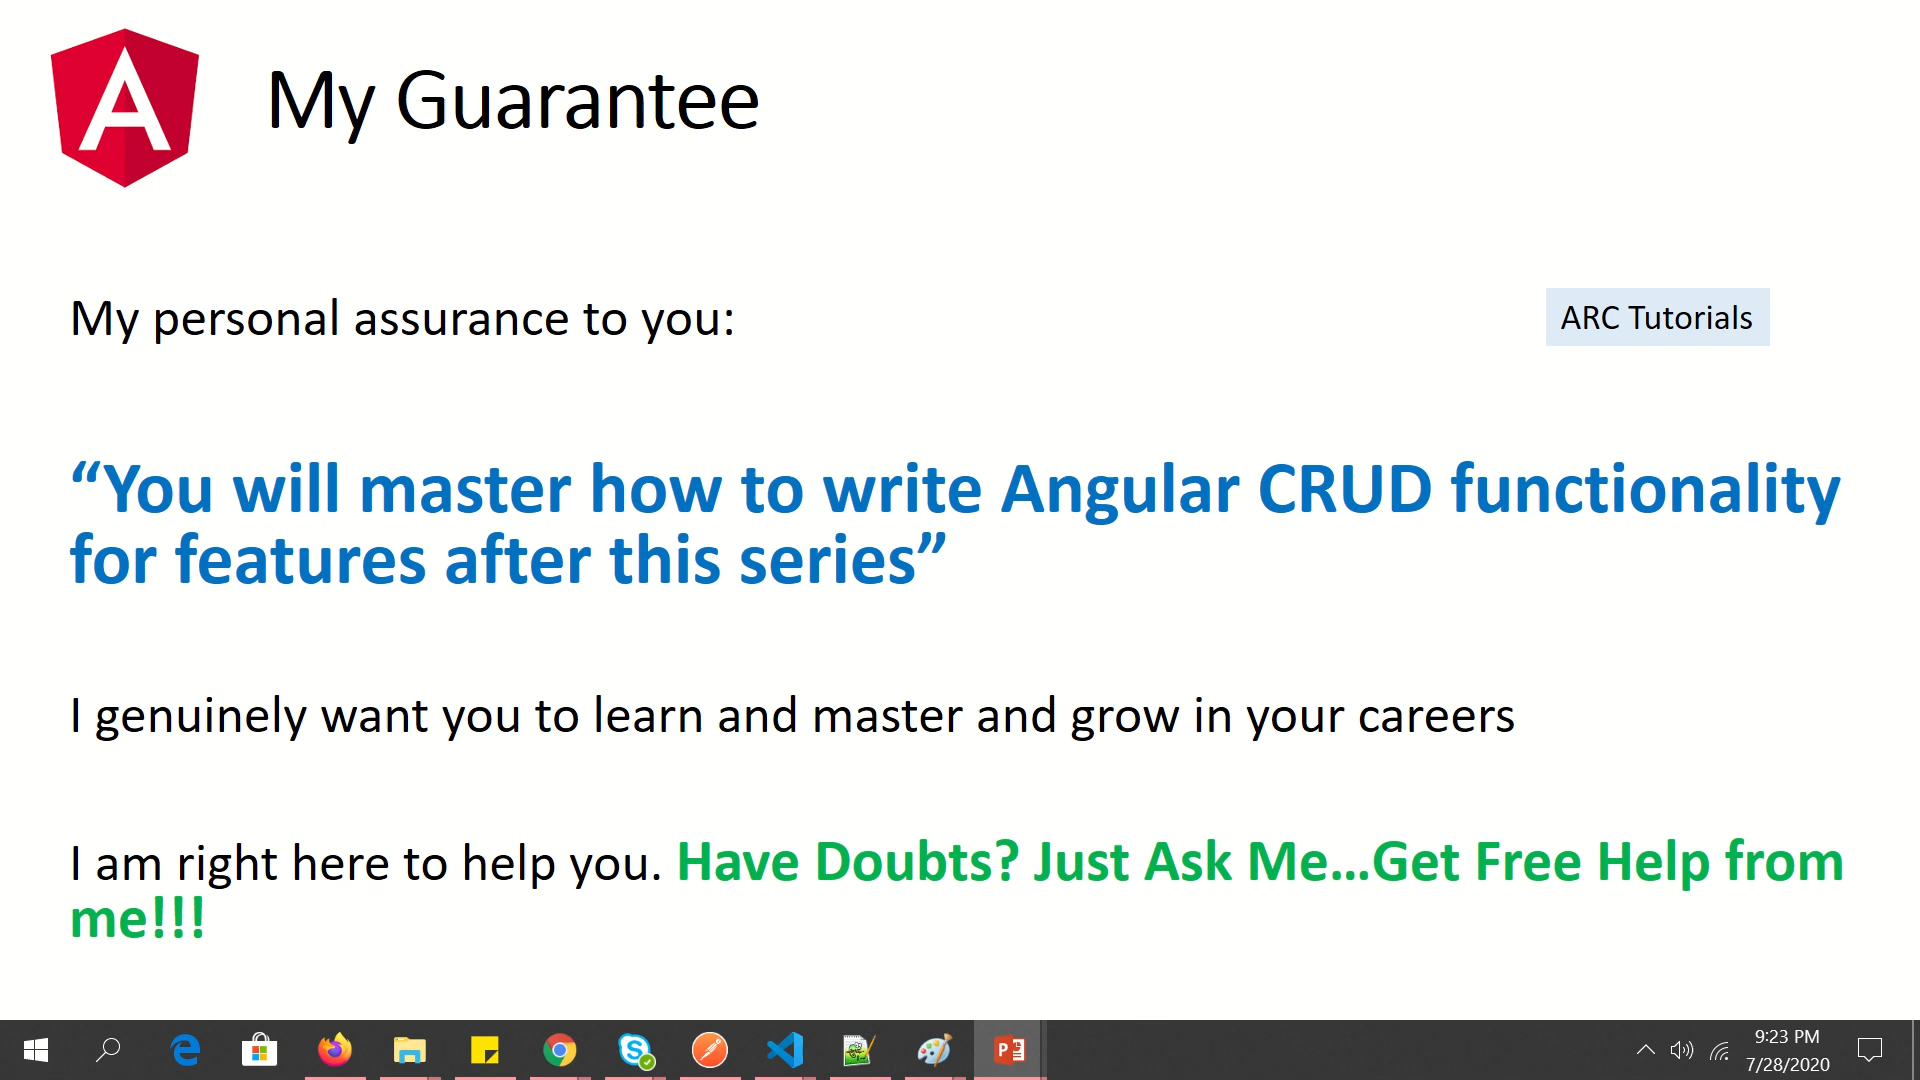 My Guarantee
My personal assurance to you:
ARC Tutorials
“You will master how to write Angular CRUD functionality
for features after this series”
I genuinely want you to learn and master and grow in your careers
I am right here to help you. Have Doubts? Just Ask Me...Get Free Help from
me!!!
9:23 PM
7/28/2020